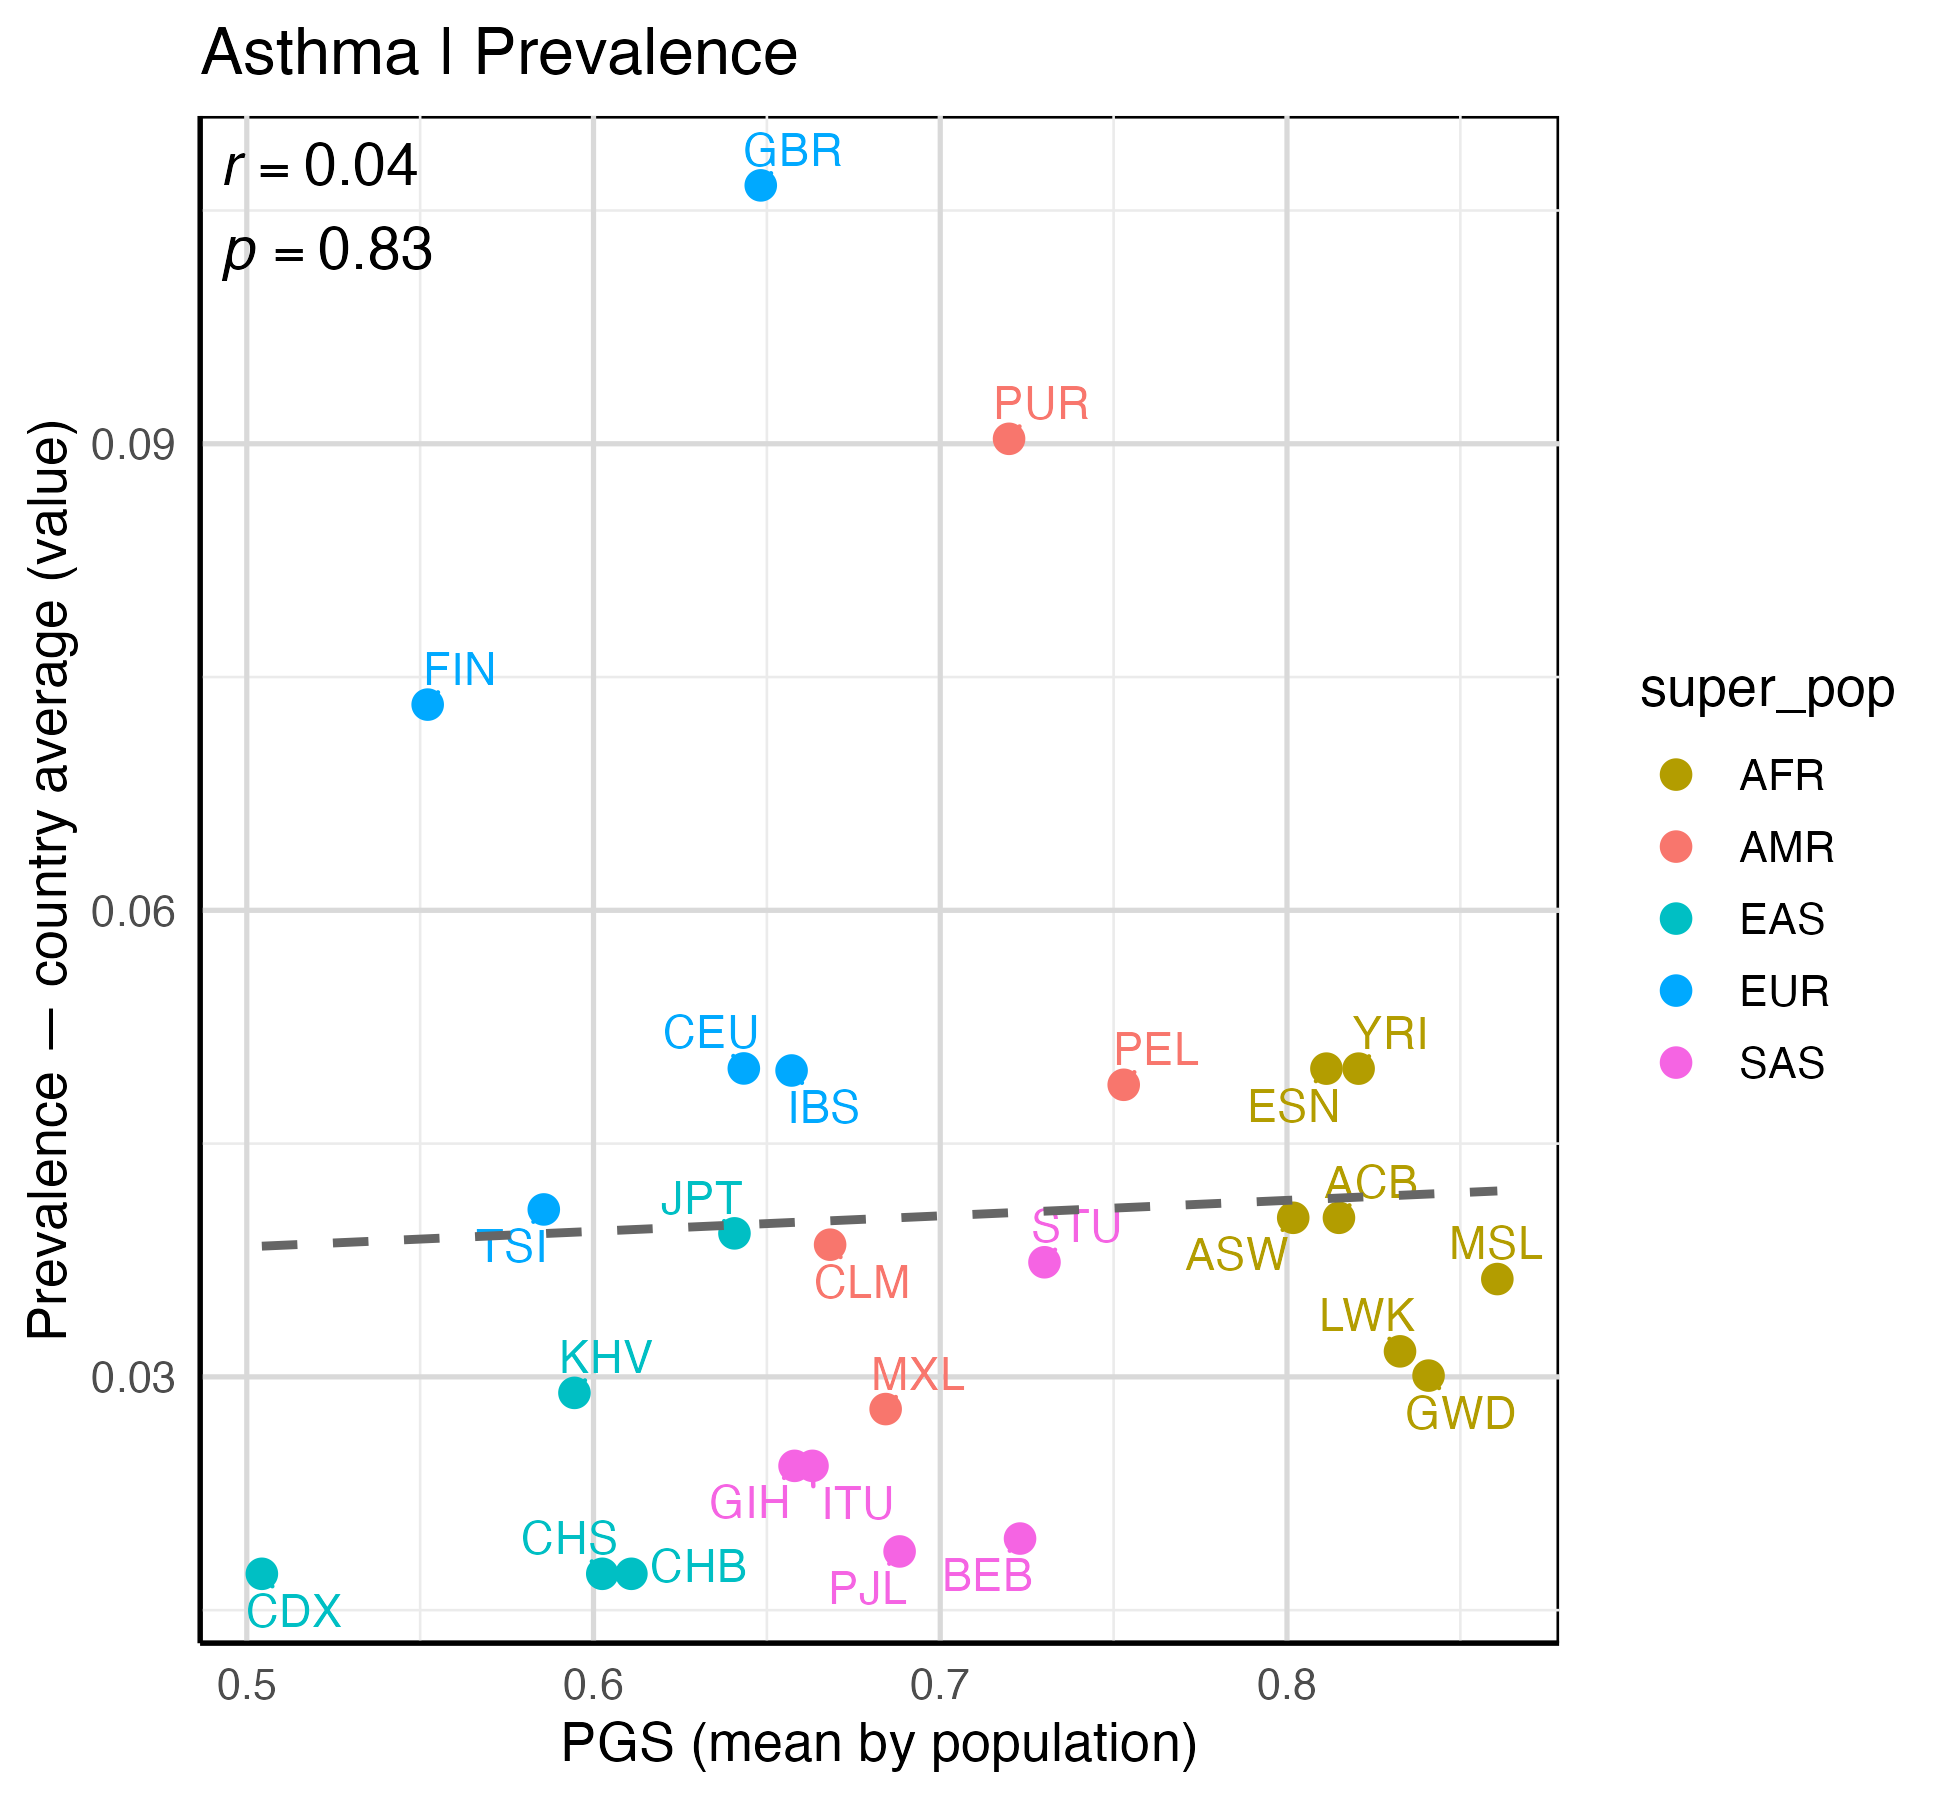 Asthma | Prevalence
r = 0.04
p = 0.83
GBR
PUR
FIN
CEU
IBS
PEL
YRI
ESN
JPT
ACB
STU
TSI
ASW
MSL
CLM
LWK
KHV
MXL
GWD
GIH
ITU
CHS
CHB
PJL
BEB
CDX
0.09
0.06
0.03
0.5
0.6
0.7
0.8
PGS (mean by population)
Prevalence — country average (value)
super_pop
AFR
AMR
EAS
EUR
SAS